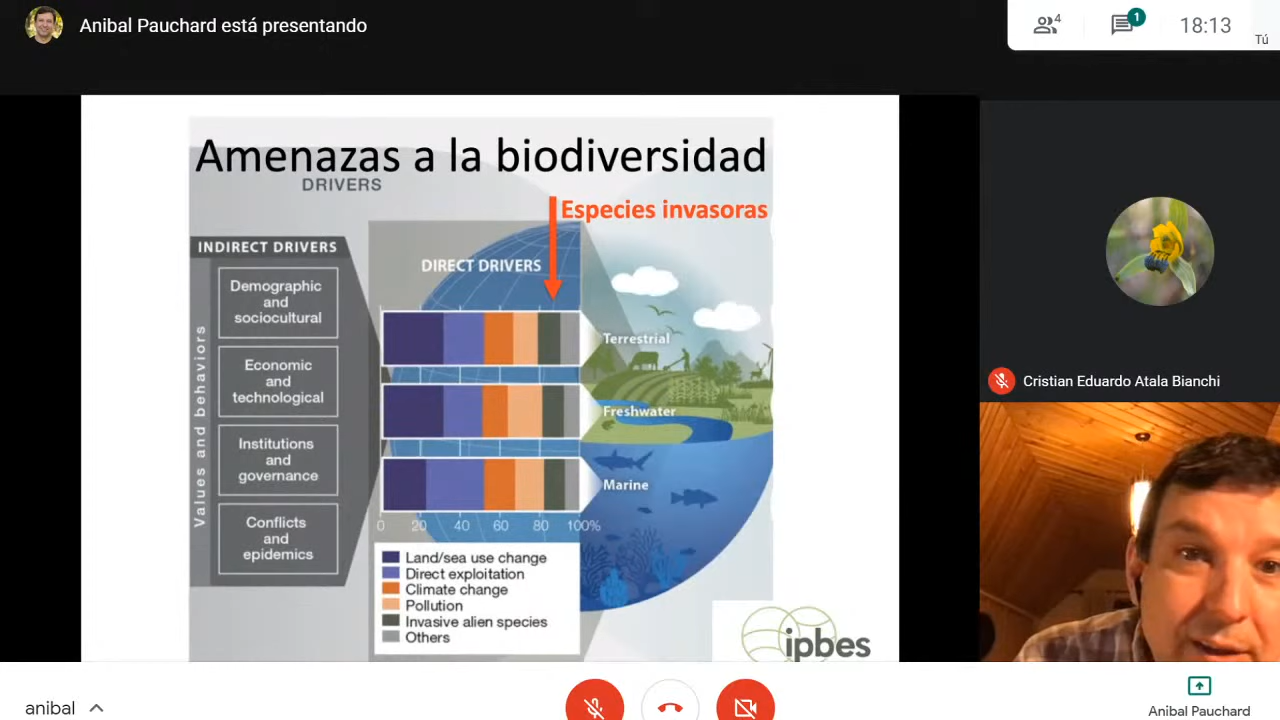 Anibal Pauchard está presentando
4
1
18:13
Tú
Amenazas a la biodiversidad
DRIVERS
Especies invasoras
INDIRECT DRIVERS
DIRECT DRIVERS
Values and behaviors
Demographic
and
sociocultural
Economic
and
technological
Institutions
and
governance
Conflicts
and
epidemics
Terrestrial
Freshwater
Marine
0 20 40 60 80 100%
Land/sea use change
Direct exploitation
Climate change
Pollution
Invasive alien species
Others
ipbes
Cristian Eduardo Atala Bianchi
anibal
Anibal Pauchard